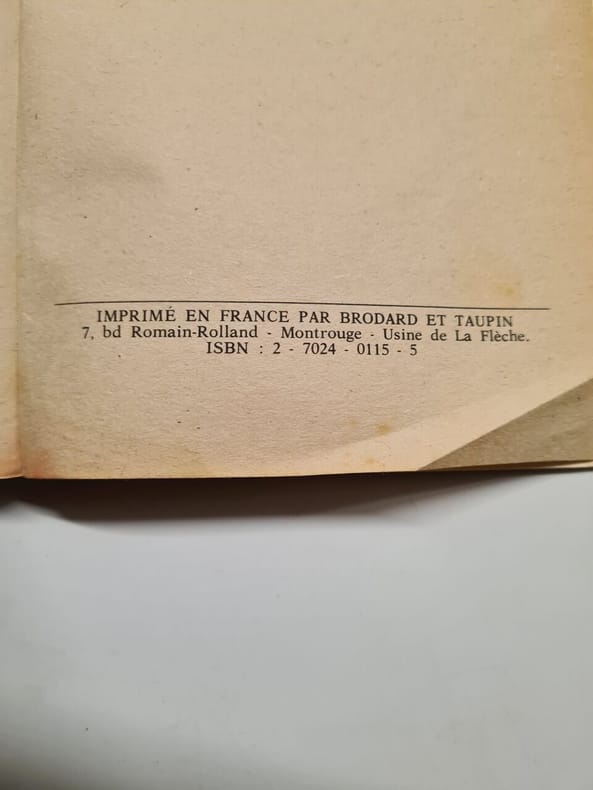 IMPRIMÉ EN FRANCE PAR BRODARD ET TAUPIN
7, bd Romain-Rolland - Montrouge - Usine de La Flèche.
ISBN : 2 - 7024 - 0115 - 5